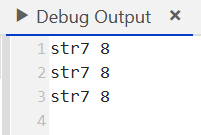 Debug Output
1 str7 8
2 str7 8
3 str7 8
4